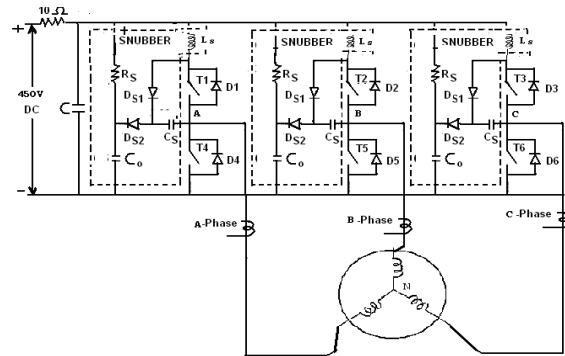 10 Ω
+
SNUBBER
Ls
SNUBBER
Ls
SNUBBER
Ls
RS
T1
D1
RS
T2
D2
RS
T3
D3
450V
DC
C
DS1
A
DS1
B
DS1
C
DS2
CS
DS2
CS
DS2
CS
Co
T4
D4
Co
T5
D5
Co
T6
D6
−
A-Phase
B -Phase
C-Phase
N